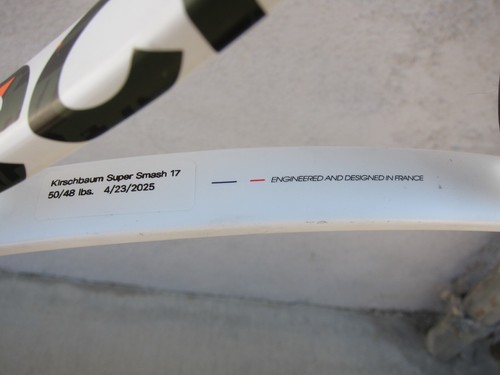 Kirschbaum Super Smash 17
50/48 lbs. 4/23/2025
ENGINEERED AND DESIGNED IN FRANCE